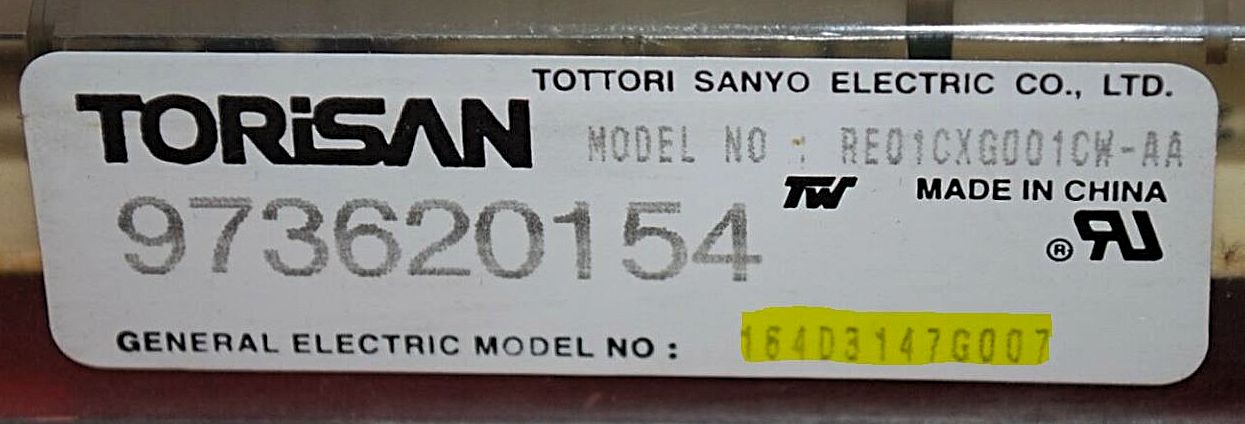 TOTTORI SANYO ELECTRIC CO., LTD.
TORiSAN
MODEL NO : RE01CXG001CW-AA
TW MADE IN CHINA
973620154
® RU
GENERAL ELECTRIC MODEL NO : 164D3147G007